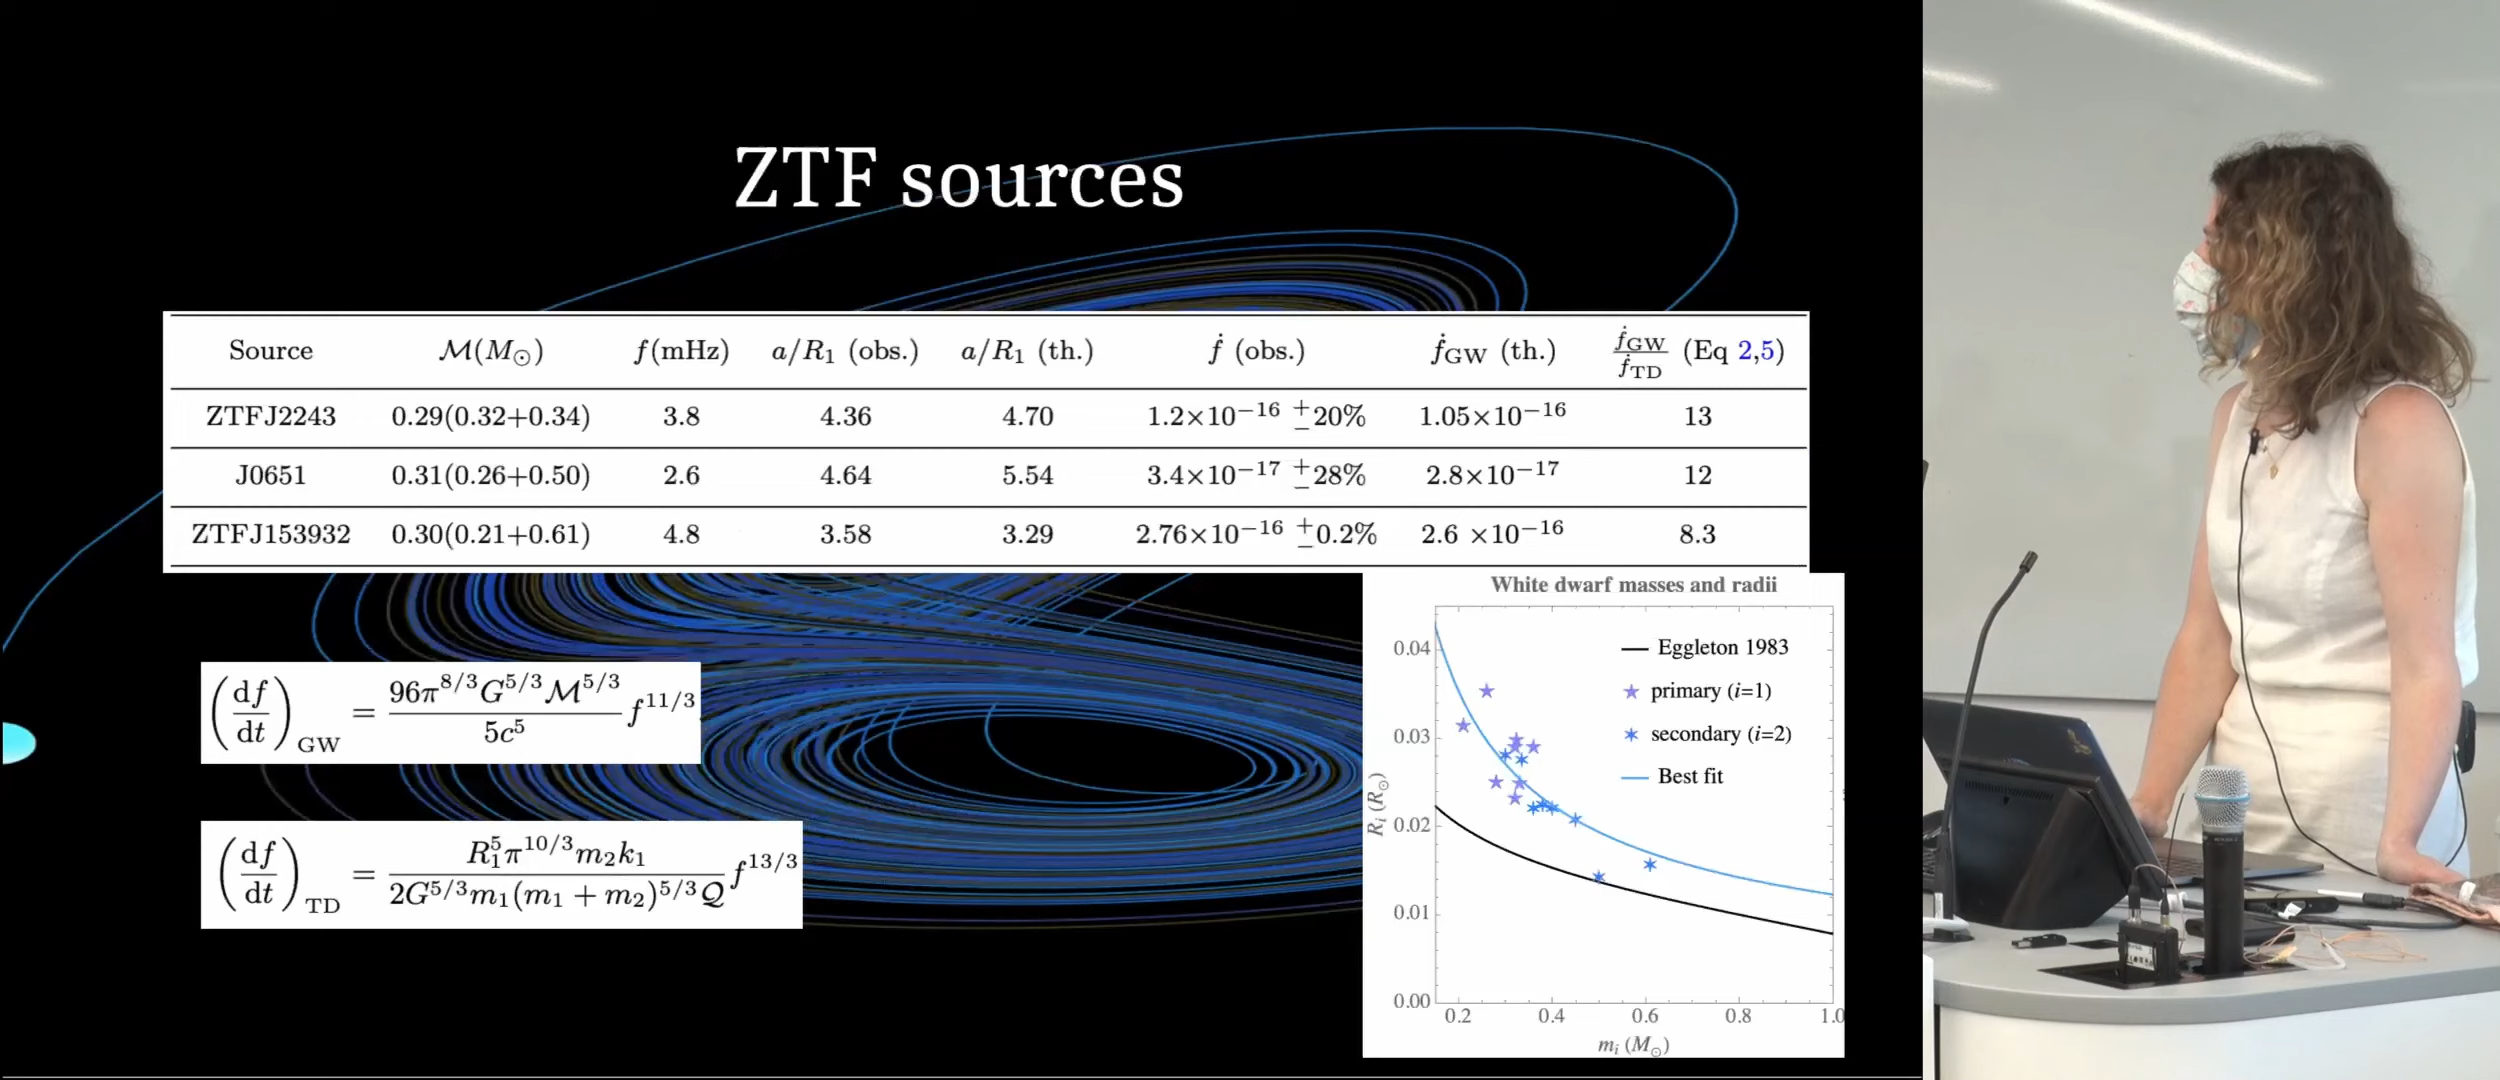 ZTF sources
Source ℳ(M⊙) f(mHz) a/R₁ (obs.) a/R₁ (th.) ḟ (obs.) ḟGW (th.) ḟGW/ḟTD (Eq 2,5)
ZTFJ2243 0.29(0.32+0.34) 3.8 4.36 4.70 1.2×10⁻¹⁶ ±20% 1.05×10⁻¹⁶ 13
J0651 0.31(0.26+0.50) 2.6 4.64 5.54 3.4×10⁻¹⁷ ±28% 2.8×10⁻¹⁷ 12
ZTFJ153932 0.30(0.21+0.61) 4.8 3.58 3.29 2.76×10⁻¹⁶ ±0.2% 2.6 ×10⁻¹⁶ 8.3
(df/dt)GW = 96π^8/3 G^5/3 ℳ^5/3 / 5c⁵ f^11/3
(df/dt)TD = R₁⁵π^10/3 m₂k₁ / 2G^5/3 m₁(m₁ + m₂)^5/3 𝒬 f^13/3
White dwarf masses and radii
Eggleton 1983
primary (i=1)
secondary (i=2)
Best fit
Rᵢ (R⊙)
0.04
0.03
0.02
0.01
0.00
0.2 0.4 0.6 0.8 1.0
mᵢ (M⊙)